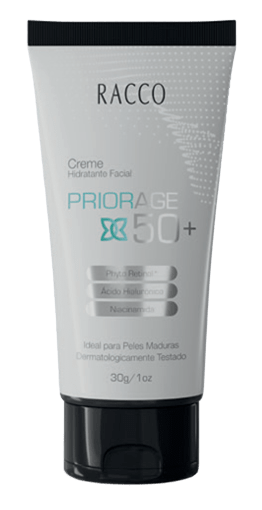 RACCO
Creme
Hidratante Facial
PRIORAGE
50+
Phyto Retinol*
Ácido Hialurônico
Niacinamida
Ideal para Peles Maduras
Dermatologicamente Testado
30g/1oz